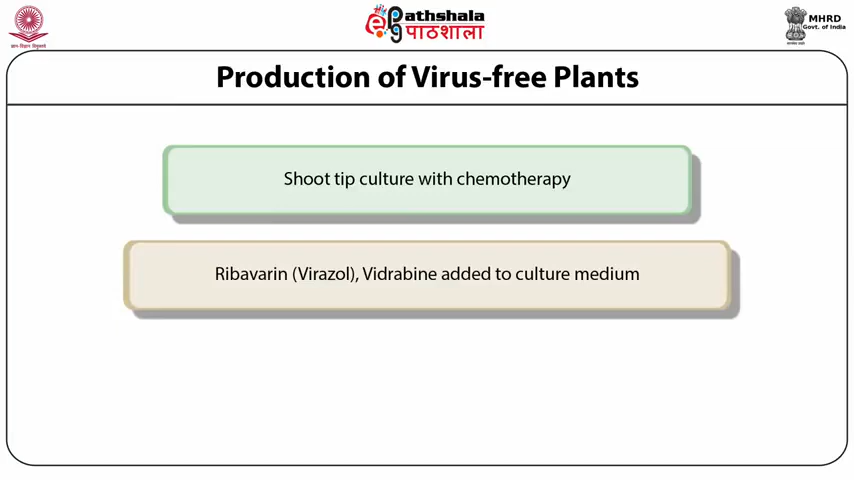 ePathshala
पाठशाला
MHRD
Govt. of India
Production of Virus-free Plants
Shoot tip culture with chemotherapy
Ribavarin (Virazol), Vidrabine added to culture medium